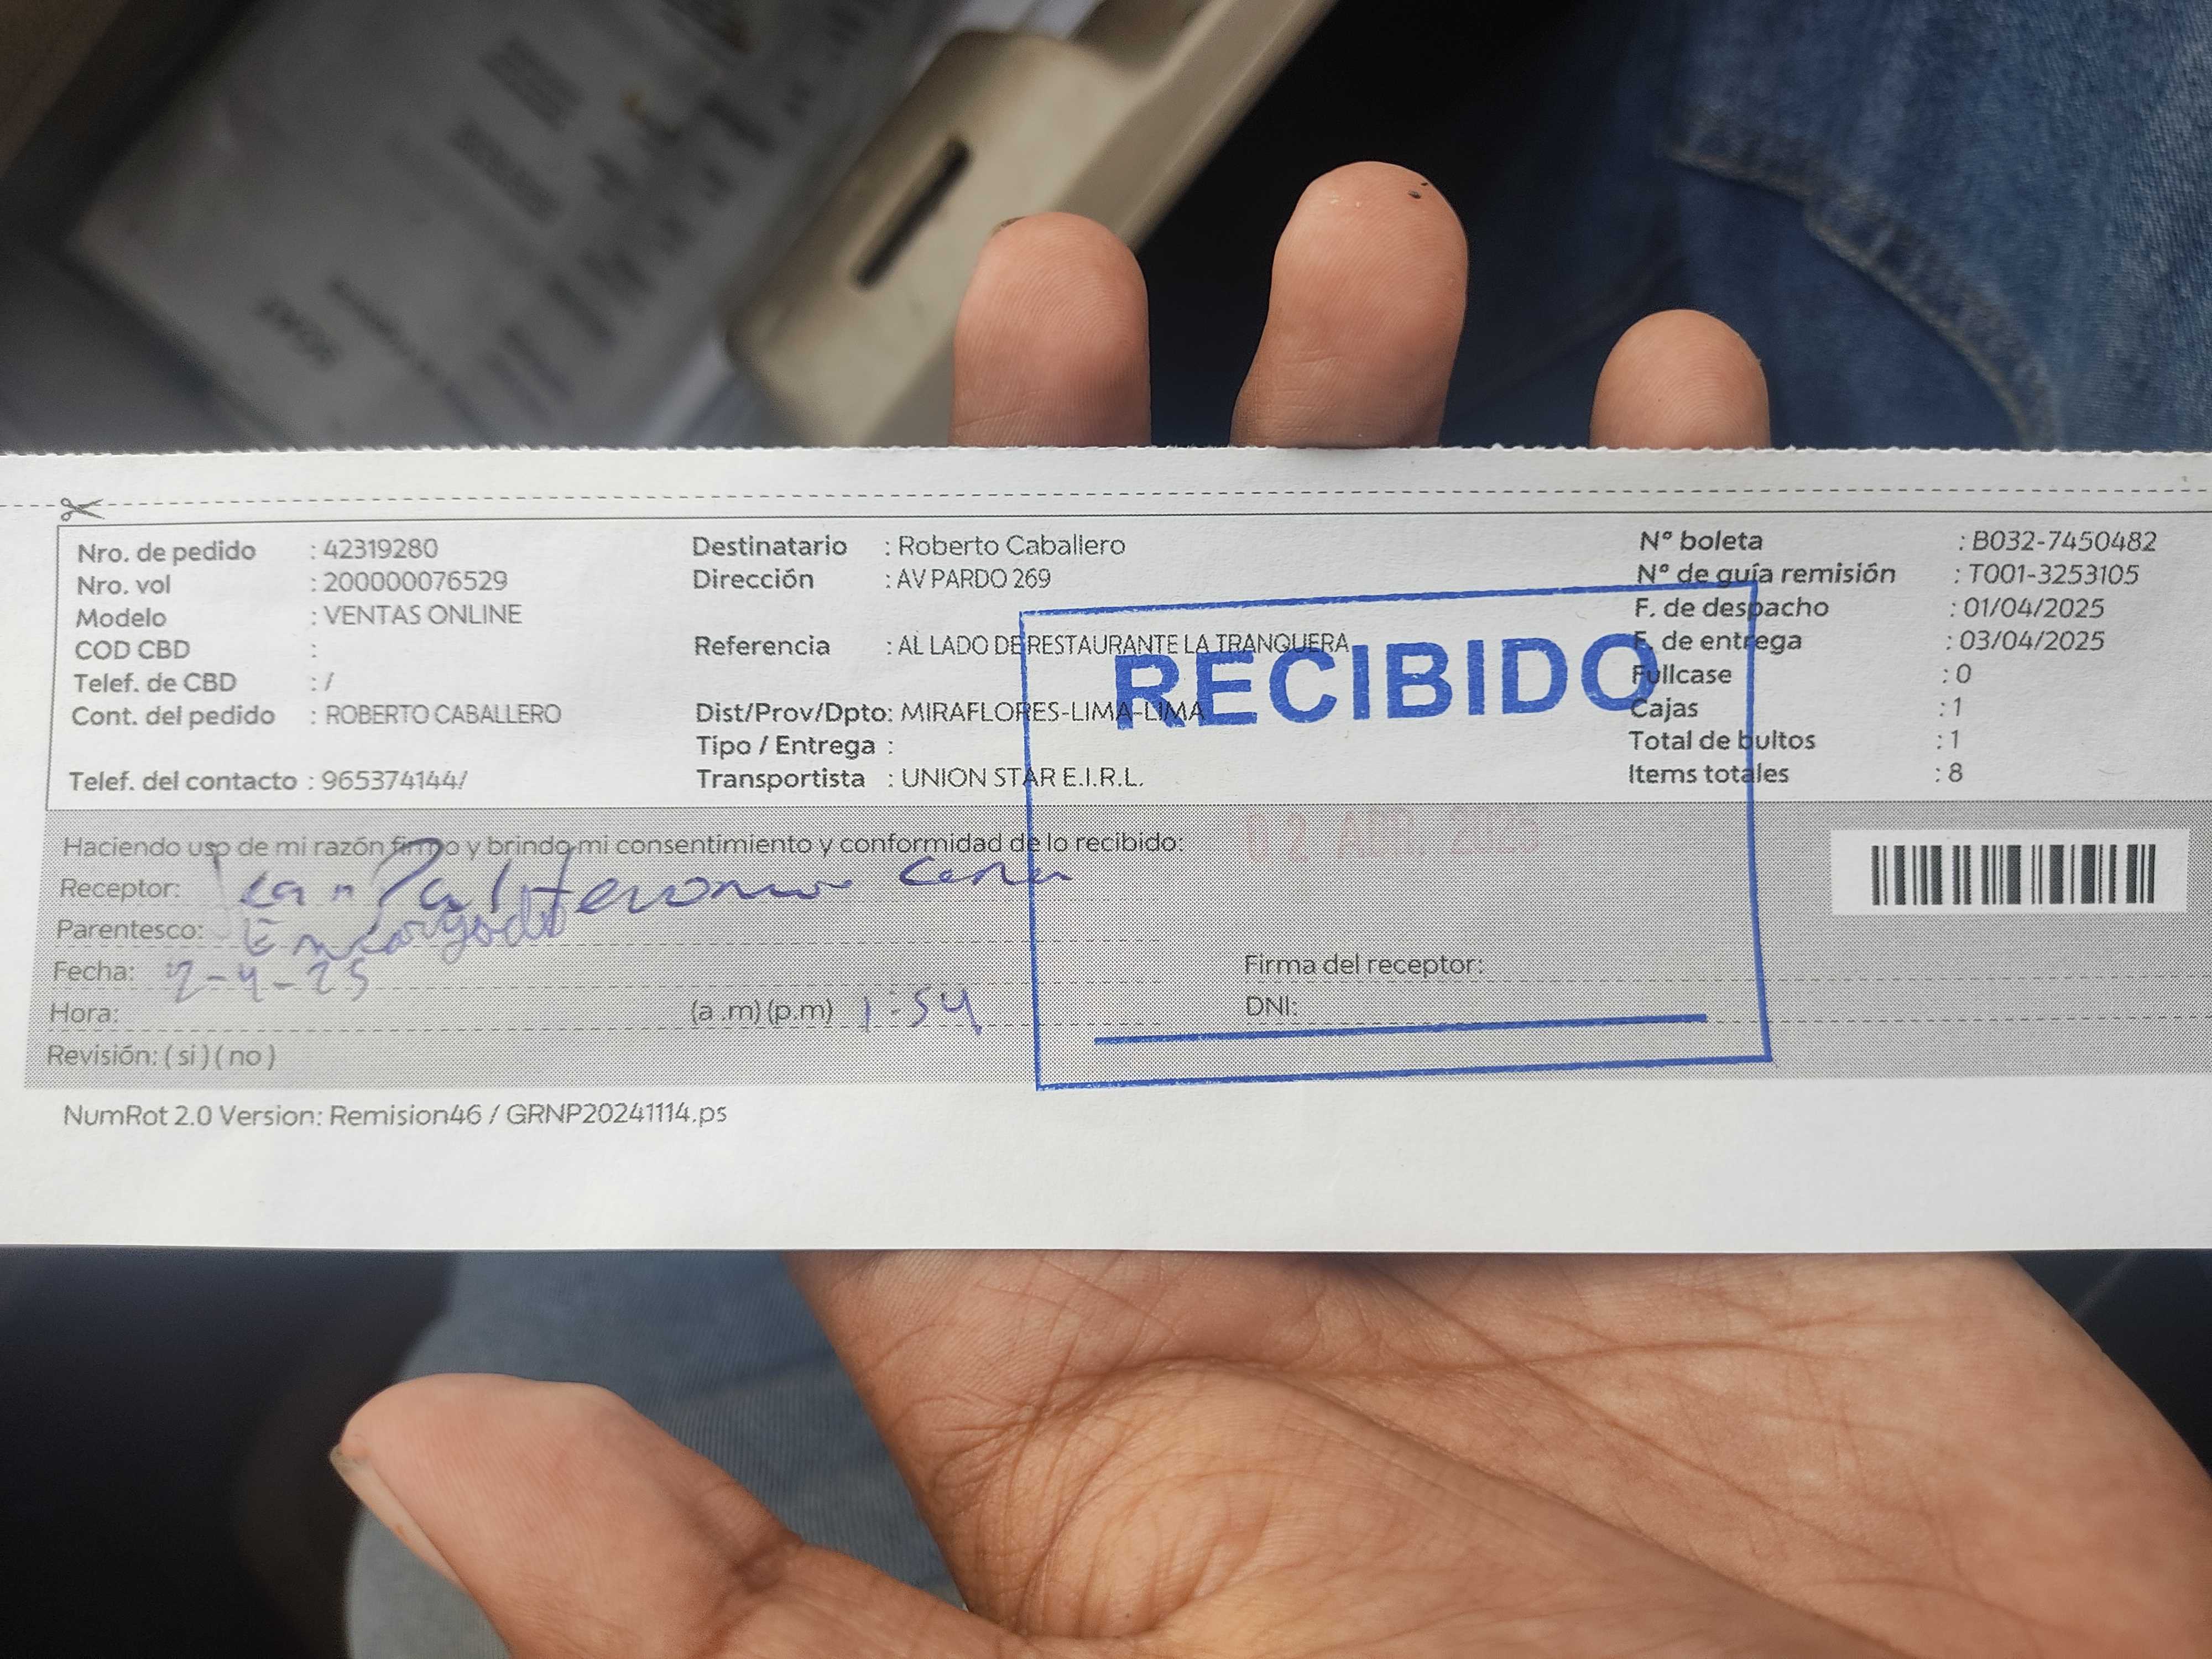 Nro. de pedido : 42319280
Nro. vol : 200000076529
Modelo : VENTAS ONLINE
COD CBD :
Telef. de CBD : /
Cont. del pedido : ROBERTO CABALLERO
Telef. del contacto : 965374144/
Destinatario : Roberto Caballero
Dirección : AV PARDO 269
Referencia : AL LADO DE RESTAURANTE LA TRANQUERA
Dist/Prov/Dpto: MIRAFLORES-LIMA-LIMA
Tipo / Entrega :
Transportista : UNION STAR E.I.R.L.
N° boleta : B032-7450482
N° de guía remisión : T001-3253105
F. de despacho : 01/04/2025
F. de entrega : 03/04/2025
Fullcase : 0
Cajas : 1
Total de bultos : 1
Items totales : 8
RECIBIDO
02 ABR. 2025
Haciendo uso de mi razón firmo y brindo mi consentimiento y conformidad de lo recibido:
Receptor: Jean Paul
Parentesco: Encargado
Fecha: 2-4-25
Hora: (a .m) (p.m) 1:54
Revisión: ( si ) ( no )
Firma del receptor:
DNI:
NumRot 2.0 Version: Remision46 / GRNP20241114.ps